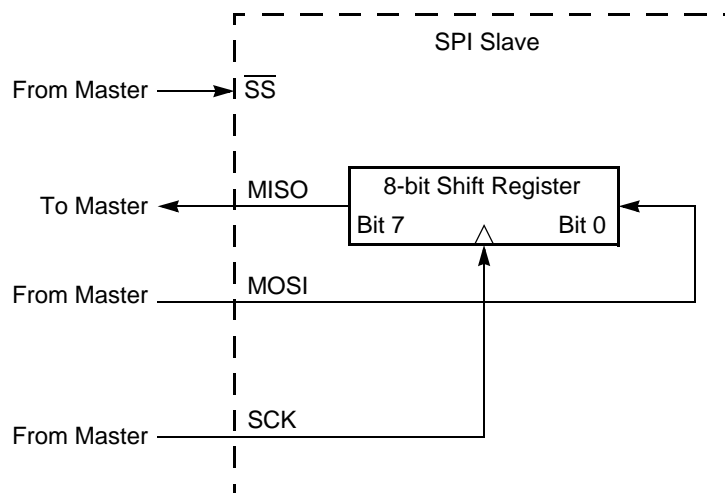 SPI Slave
From Master
SS
MISO
8-bit Shift Register
To Master
Bit 7
Bit 0
From Master
MOSI
SCK
From Master